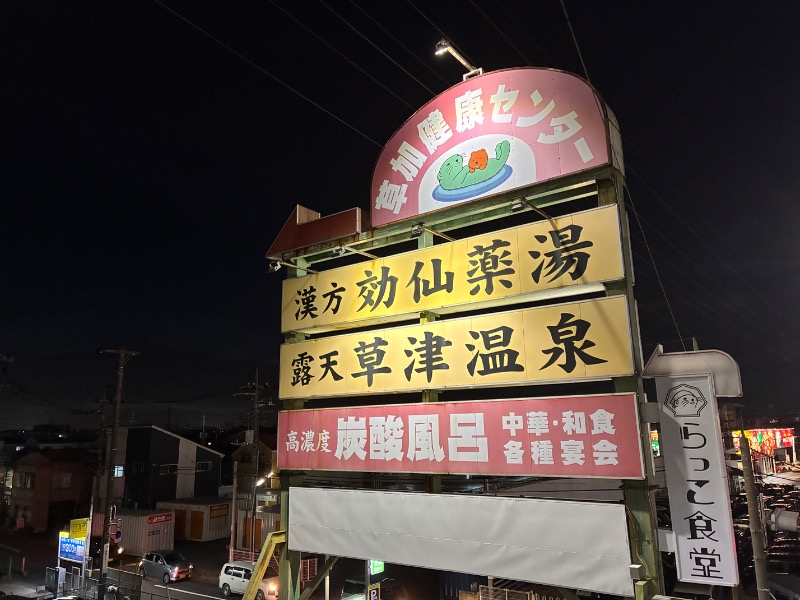 草加健康センター
漢方 効仙薬湯
露天 草津温泉
高濃度 炭酸風呂
中華・和食
各種宴会
らっこ食堂